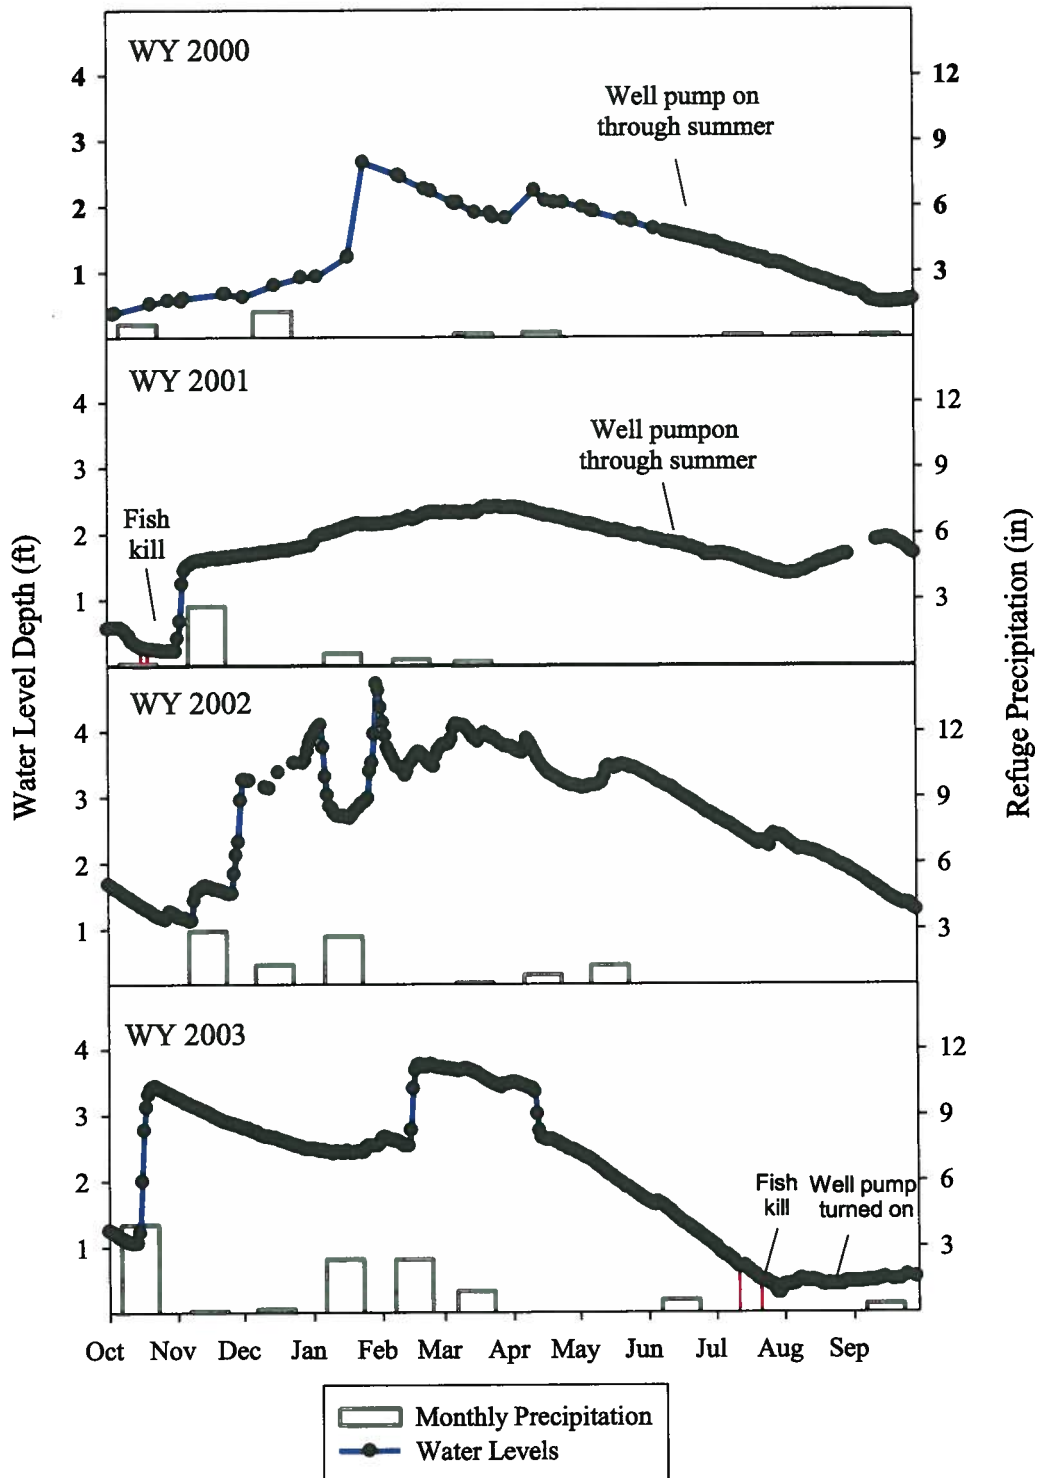 WY 2000
4
3
2
1
12
9
6
3
Well pump on
through summer
WY 2001
4
3
2
1
12
9
6
3
Well pumpon
through summer
Fish
kill
Water Level Depth (ft)
Refuge Precipitation (in)
WY 2002
4
3
2
1
12
9
6
3
WY 2003
4
3
2
1
12
9
6
3
Fish
kill
Well pump
turned on
Oct Nov Dec Jan Feb Mar Apr May Jun Jul Aug Sep
Monthly Precipitation
Water Levels